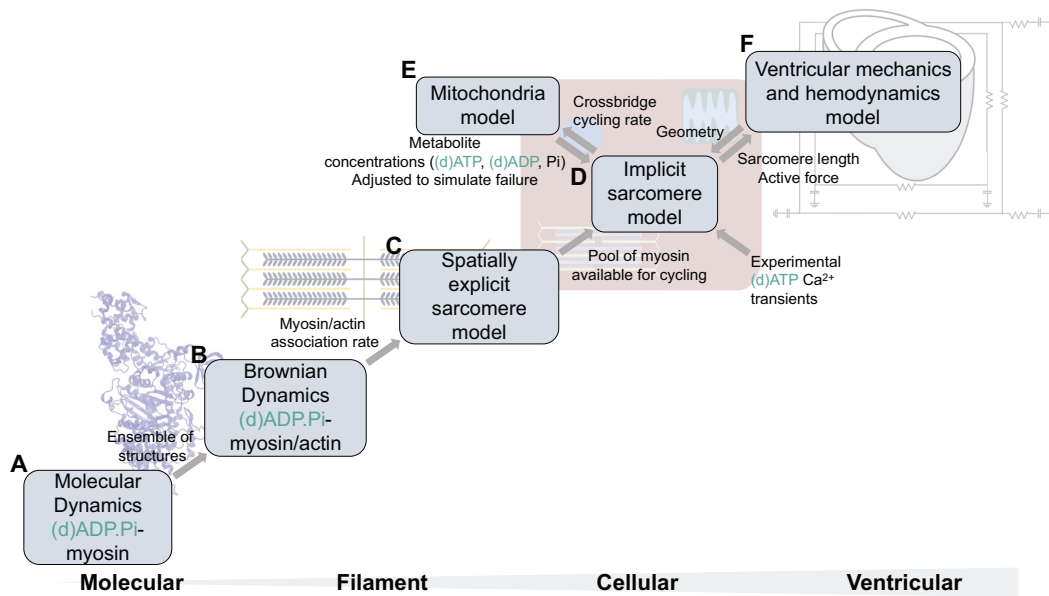 A
Molecular
Dynamics
(d)ADP.Pi-
myosin
Ensemble of
structures
B
Brownian
Dynamics
(d)ADP.Pi-
myosin/actin
Myosin/actin
association rate
C
Spatially
explicit
sarcomere
model
Pool of myosin
available for cycling
D
Implicit
sarcomere
model
E
Mitochondria
model
Crossbridge
cycling rate
Metabolite
concentrations ((d)ATP, (d)ADP, Pi)
Adjusted to simulate failure
F
Ventricular mechanics
and hemodynamics
model
Geometry
Sarcomere length
Active force
Experimental
(d)ATP Ca²⁺
transients
Molecular Filament Cellular Ventricular